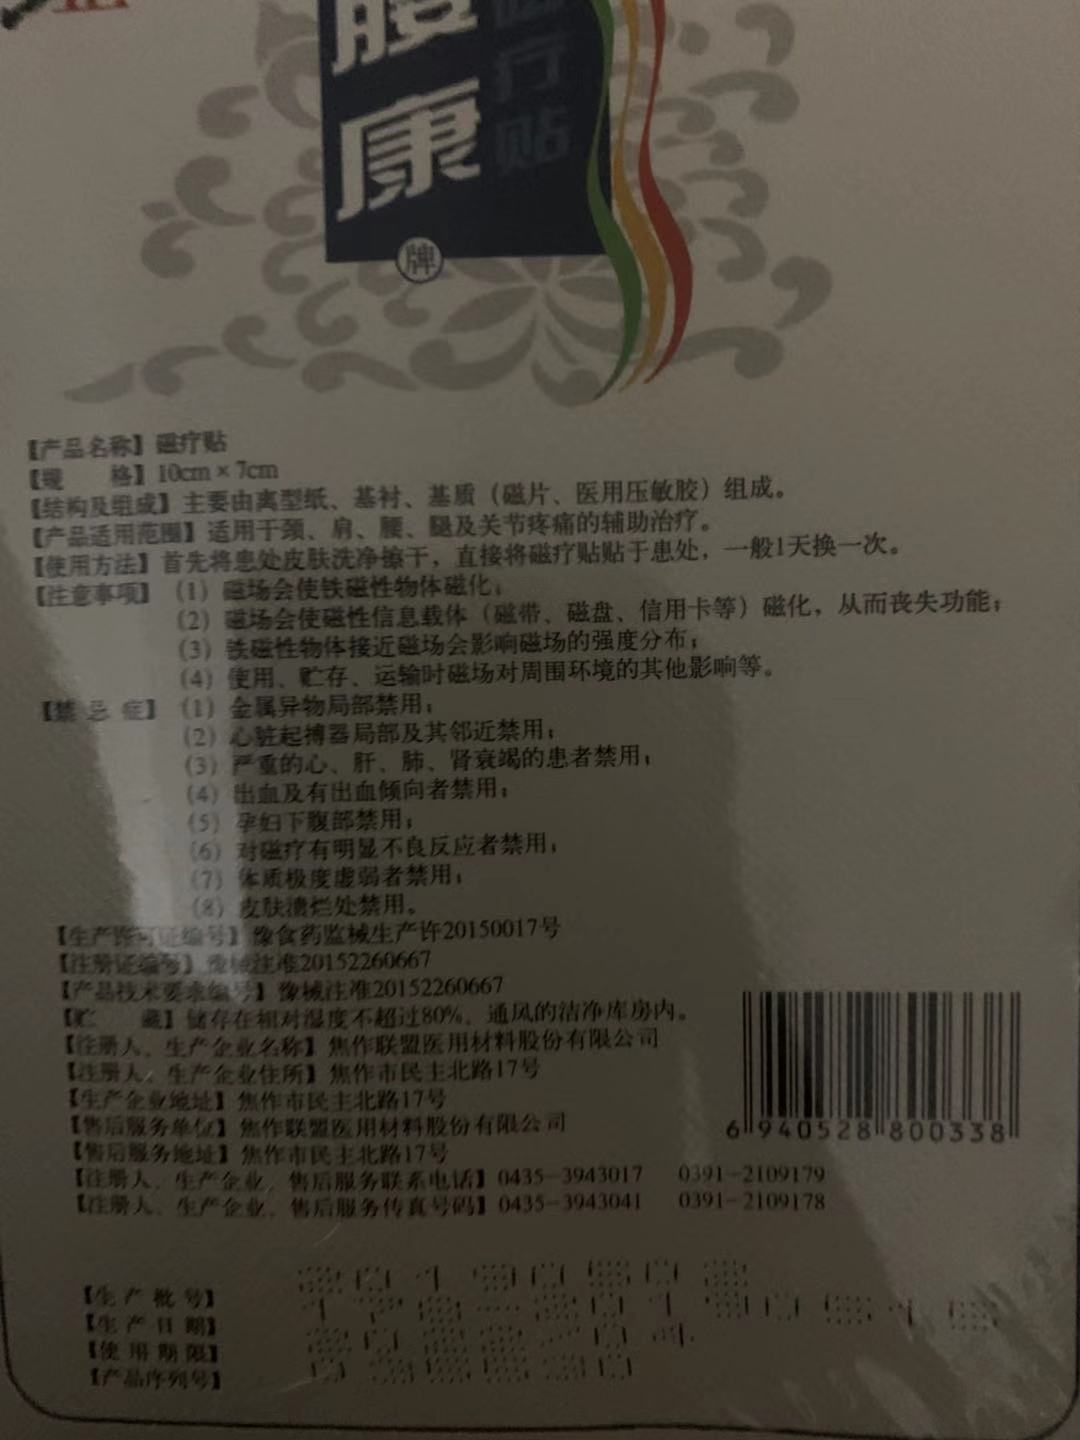 腰
疗
贴
康
牌
【产品名称】磁疗贴
【规 格】10cm×7cm
【结构及组成】主要由离型纸、基衬、基质（磁片、医用压敏胶）组成。
【产品适用范围】适用于颈、肩、腰、腿及关节疼痛的辅助治疗。
【使用方法】首先将患处皮肤洗净擦干，直接将磁疗贴贴于患处，一般1天换一次。
【注意事项】（1）磁场会使铁磁性物体磁化；
（2）磁场会使磁性信息载体（磁带、磁盘、信用卡等）磁化，从而丧失功能；
（3）铁磁性物体接近磁场会影响磁场的强度分布；
（4）使用、贮存、运输时磁场对周围环境的其他影响等。
【禁忌症】（1）金属异物局部禁用；
（2）心脏起搏器局部及其邻近禁用；
（3）严重的心、肝、肺、肾衰竭的患者禁用；
（4）出血及有出血倾向者禁用；
（5）孕妇下腹部禁用；
（6）对磁疗有明显不良反应者禁用；
（7）体质极度虚弱者禁用；
（8）皮肤溃烂处禁用。
【生产许可证编号】豫食药监械生产许20150017号
【注册证编号】豫械注准20152260667
【产品技术要求编号】豫械注准20152260667
【贮 藏】储存在相对湿度不超过80%，通风的洁净库房内。
【注册人、生产企业名称】焦作联盟医用材料股份有限公司
【注册人、生产企业住所】焦作市民主北路17号
【生产企业地址】焦作市民主北路17号
【售后服务单位】焦作联盟医用材料股份有限公司
【售后服务地址】焦作市民主北路17号
【注册人、生产企业、售后服务联系电话】0435-3943017 0391-2109179
【注册人、生产企业、售后服务传真号码】0435-3943041 0391-2109178
6 940528 800338
【生产批号】
【生产日期】
【使用期限】
【产品序列号】